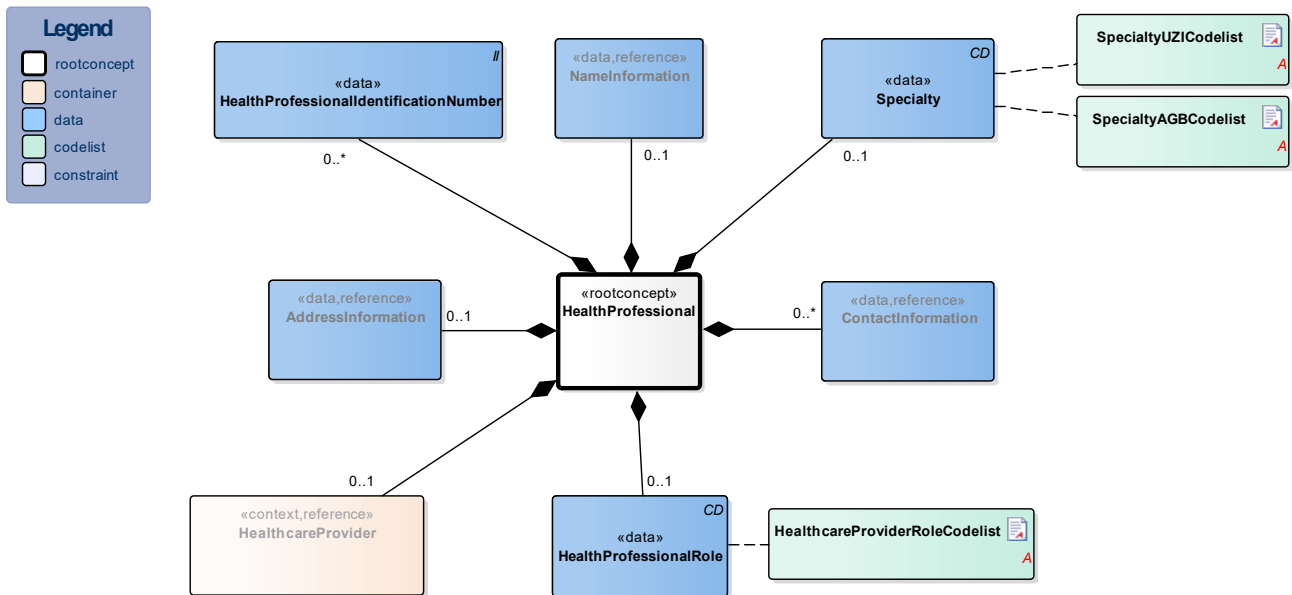 Legend
rootconcept
container
data
codelist
constraint
II
«data»
HealthProfessionalIdentificationNumber
0..*
«data,reference»
NameInformation
0..1
CD
«data»
Specialty
0..1
SpecialtyUZICodelist
A
SpecialtyAGBCodelist
A
«data,reference»
AddressInformation
0..1
«rootconcept»
HealthProfessional
0..*
«data,reference»
ContactInformation
0..1
«context,reference»
HealthcareProvider
0..1
CD
«data»
HealthProfessionalRole
HealthcareProviderRoleCodelist
A